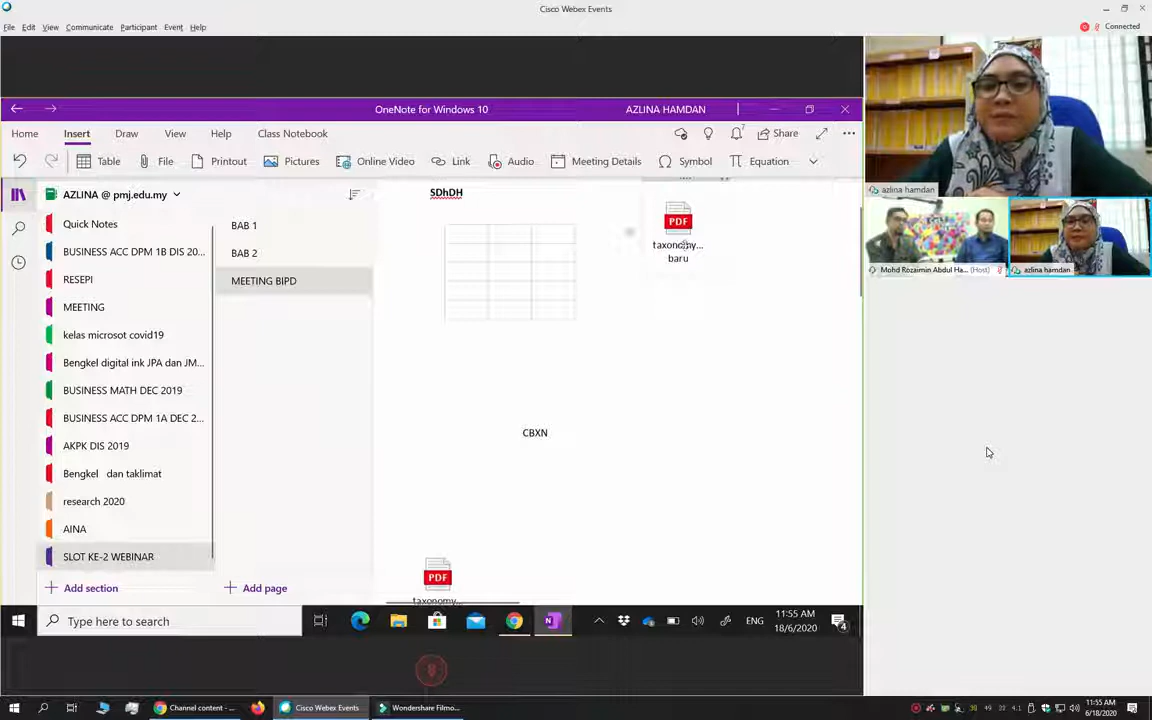 Cisco Webex Events
File Edit View Communicate Participant Event Help
Connected
OneNote for Windows 10
AZLINA HAMDAN
Home Insert Draw View Help Class Notebook
Share
Table File Printout Pictures Online Video Link Audio Meeting Details Symbol Equation
AZLINA @ pmj.edu.my
Quick Notes
BUSINESS ACC DPM 1B DIS 20...
RESEPI
MEETING
kelas microsot covid19
Bengkel digital ink JPA dan JM...
BUSINESS MATH DEC 2019
BUSINESS ACC DPM 1A DEC 2...
AKPK DIS 2019
Bengkel dan taklimat
research 2020
AINA
SLOT KE-2 WEBINAR
Add section
BAB 1
BAB 2
MEETING BIPD
Add page
SDhDH
PDF
taxonomy...
baru
CBXN
PDF
taxonomy...
azlina hamdan
Mohd Rozaimin Abdul Ha... (Host)
azlina hamdan
Type here to search
ENG
11:55 AM
18/6/2020
4
Channel content - ...
Cisco Webex Events
Wondershare Filmo...
11:55 AM
6/18/2020